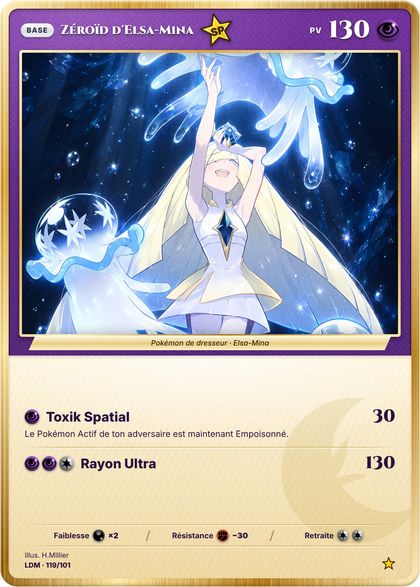 BASE Zéroïd d'Elsa-Mina SP PV 130
Pokémon de dresseur · Elsa-Mina
Toxik Spatial 30
Le Pokémon Actif de ton adversaire est maintenant Empoisonné.
Rayon Ultra 130
Faiblesse ×2 / Résistance −30 / Retraite
Illus. H.Millier
LDM · 119/101